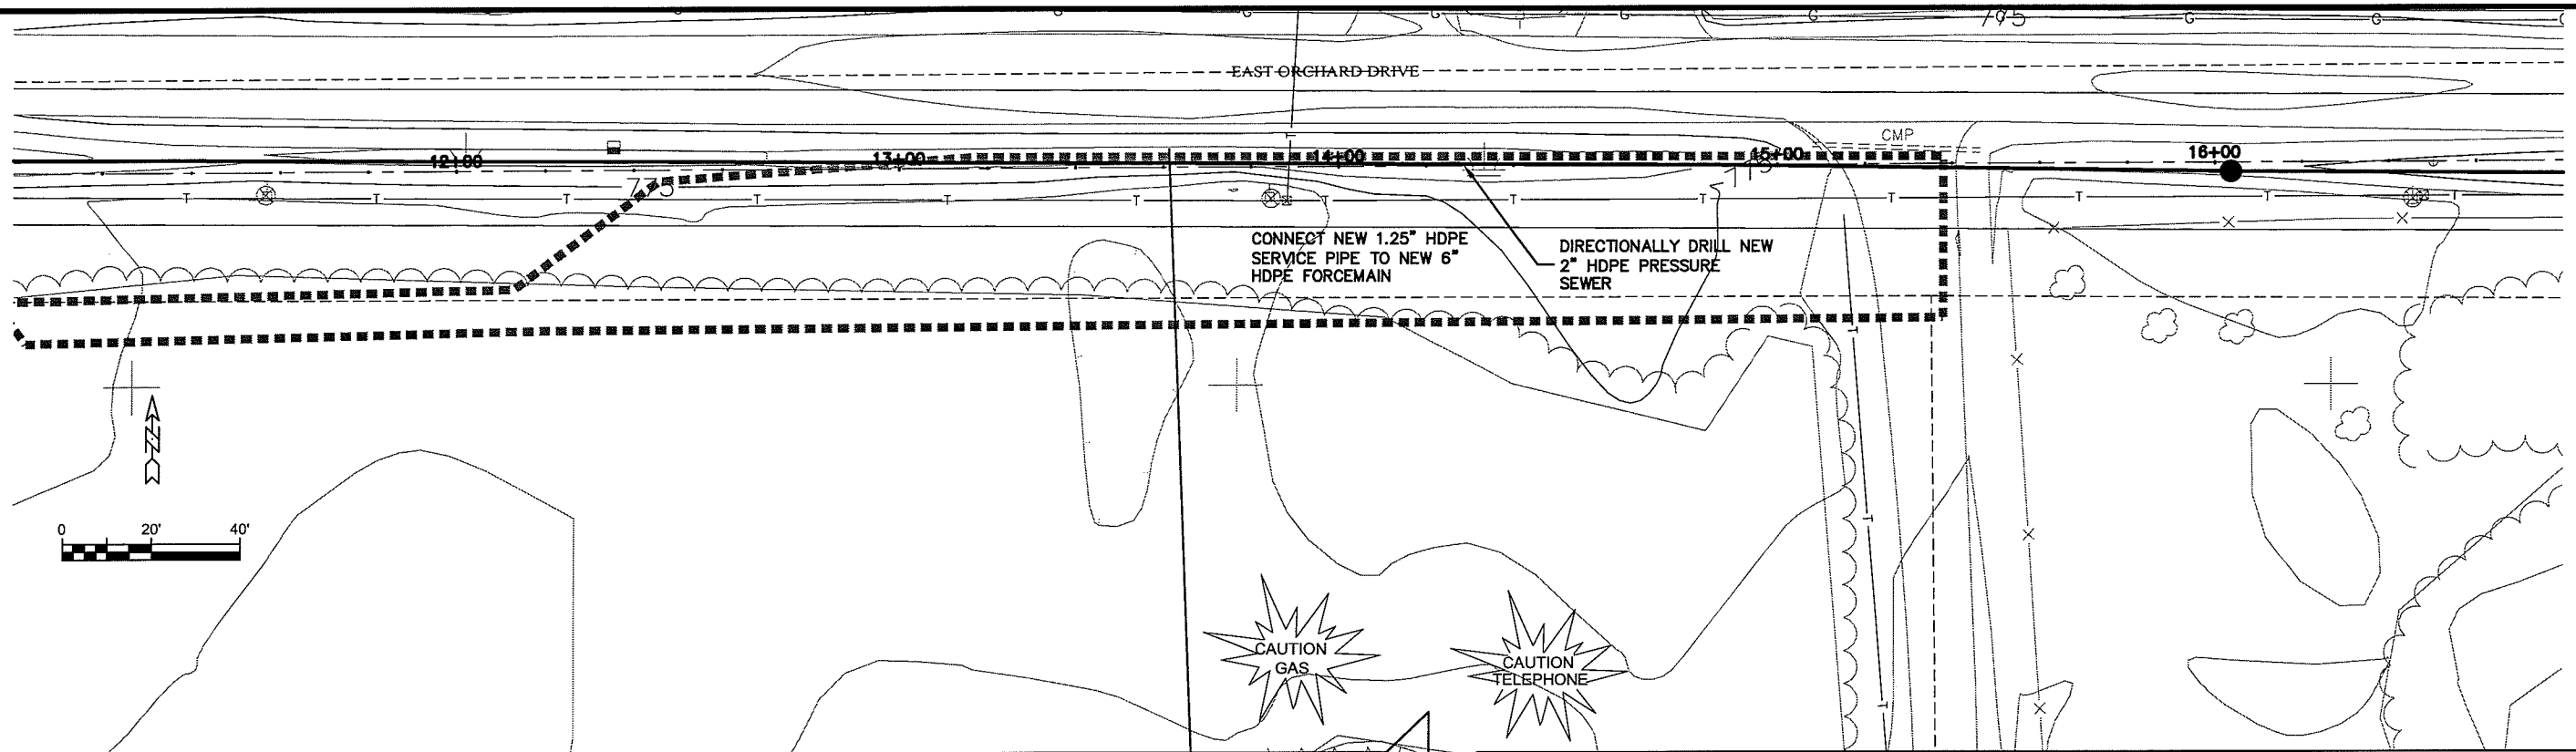 G G G G G G 795 G G
EAST ORCHARD DRIVE
T
CMP
12+00 13+00 14+00 15+00 16+00
T T T T T T T T T T T T T
CONNECT NEW 1.25" HDPE
SERVICE PIPE TO NEW 6"
HDPE FORCEMAIN
DIRECTIONALLY DRILL NEW
2" HDPE PRESSURE
SEWER
N
0 20' 40'
T
T
T
CAUTION
GAS
CAUTION
TELEPHONE